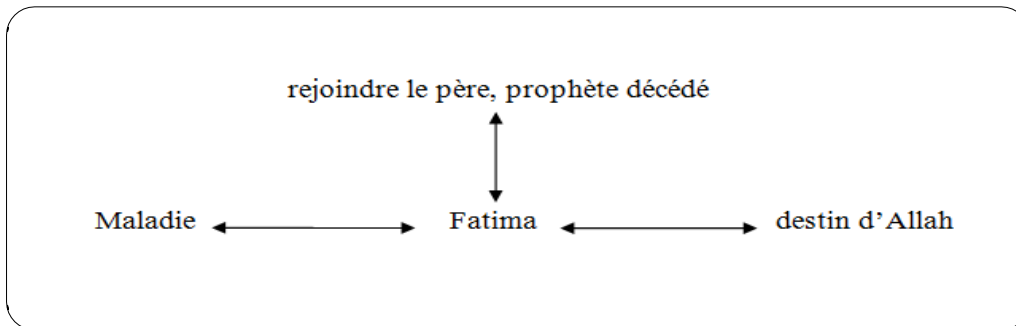 rejoindre le père, prophète décédé
Maladie Fatima destin d’Allah